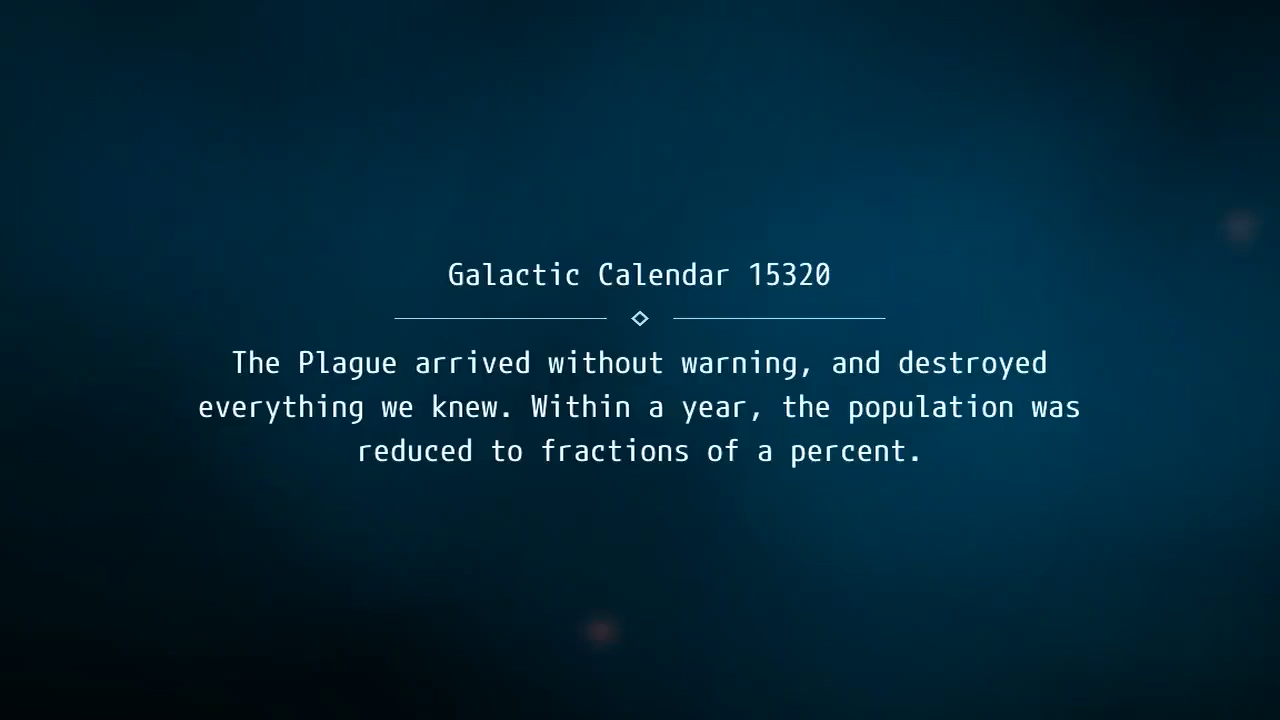 Galactic Calendar 15320
The Plague arrived without warning, and destroyed
everything we knew. Within a year, the population was
reduced to fractions of a percent.